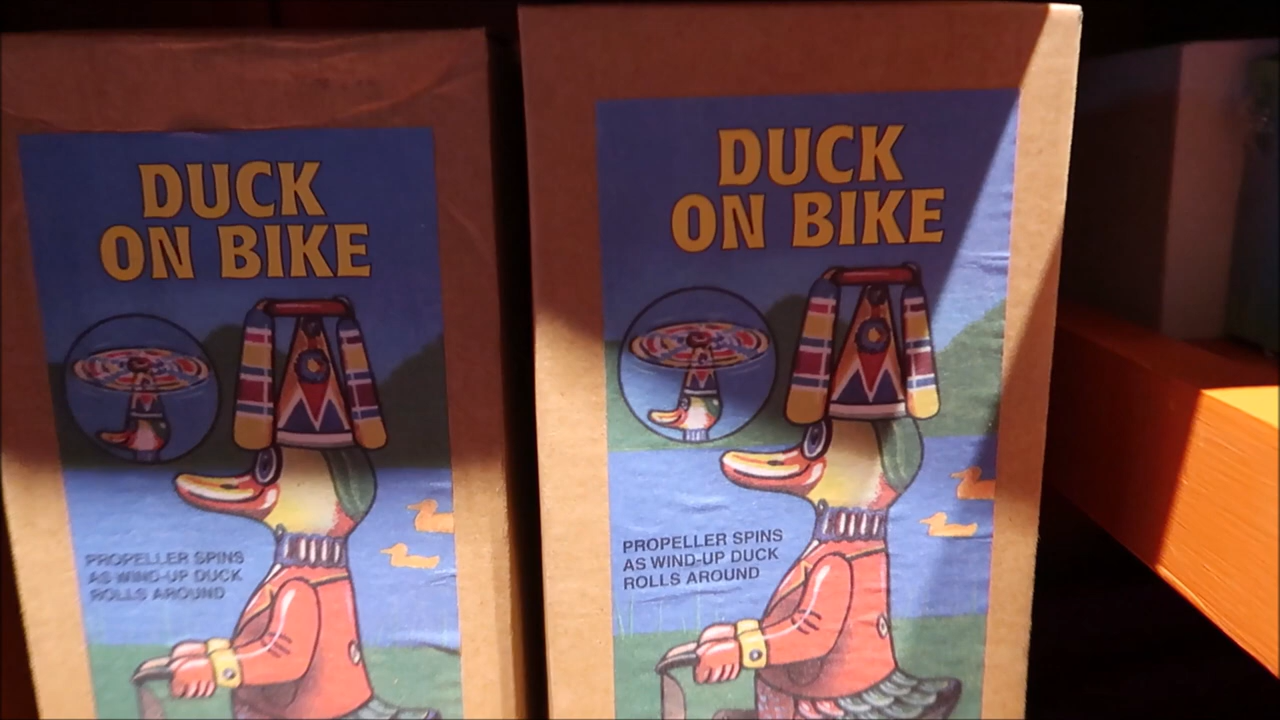 DUCK
ON BIKE
PROPELLER SPINS
AS WIND-UP DUCK
ROLLS AROUND
DUCK
ON BIKE
PROPELLER SPINS
AS WIND-UP DUCK
ROLLS AROUND